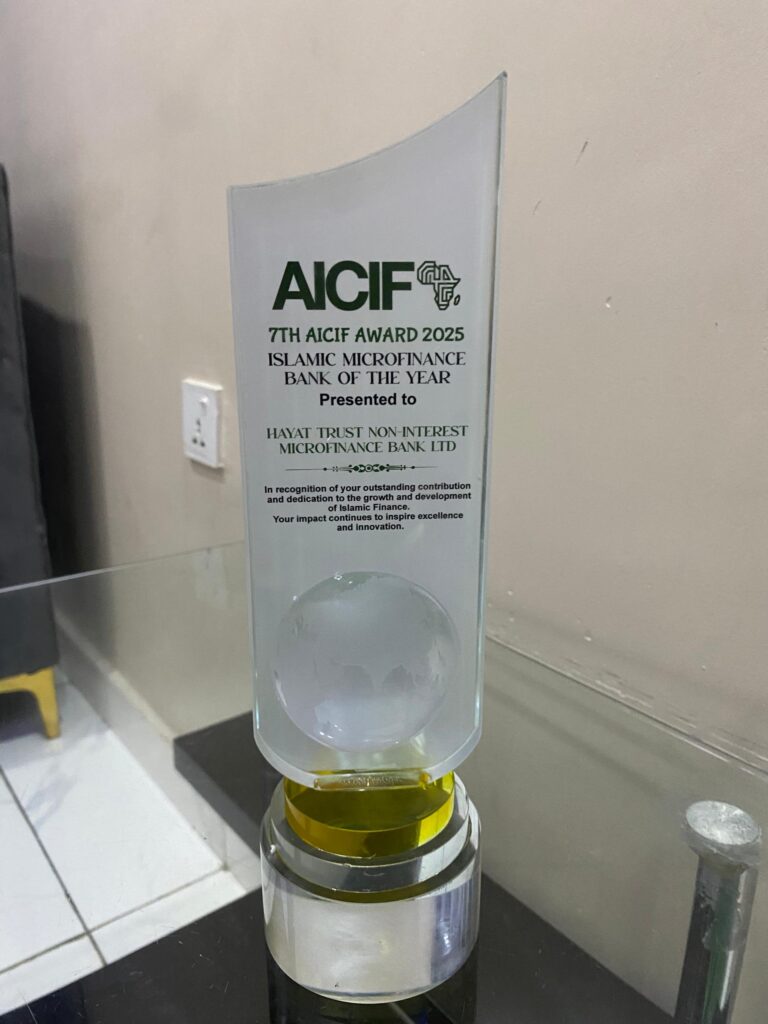 AICIF
7TH AICIF AWARD 2025
ISLAMIC MICROFINANCE
BANK OF THE YEAR
Presented to
HAYAT TRUST NON-INTEREST
MICROFINANCE BANK LTD
In recognition of your outstanding contribution
and dedication to the growth and development
of Islamic Finance.
Your impact continues to inspire excellence
and innovation.